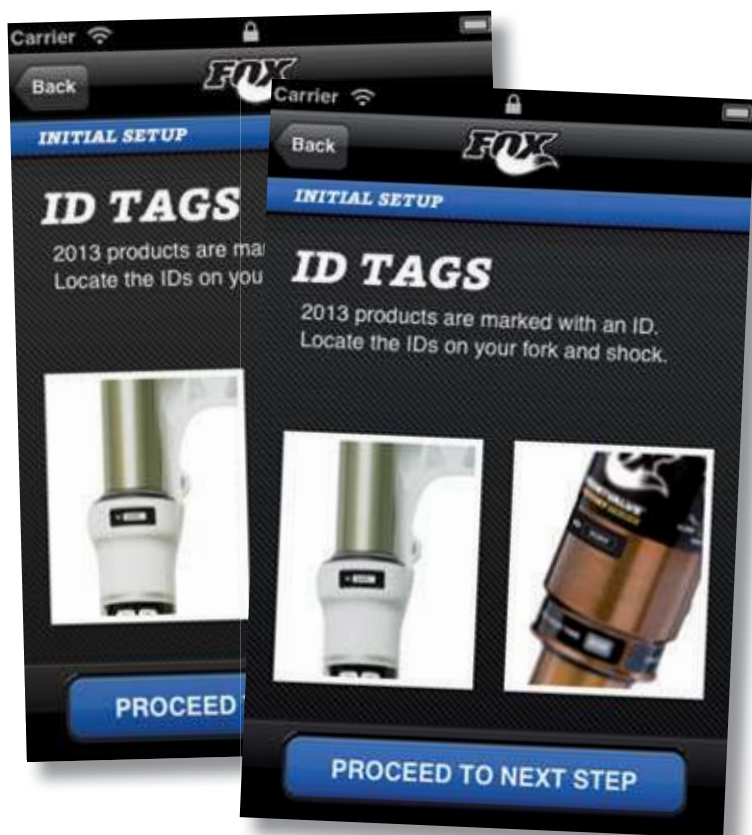 Carrier
Back
FOX
INITIAL SETUP
ID TAGS
2013 products are mar
Locate the IDs on you
PROCEED
Carrier
Back
FOX
INITIAL SETUP
ID TAGS
2013 products are marked with an ID.
Locate the IDs on your fork and shock.
PROCEED TO NEXT STEP